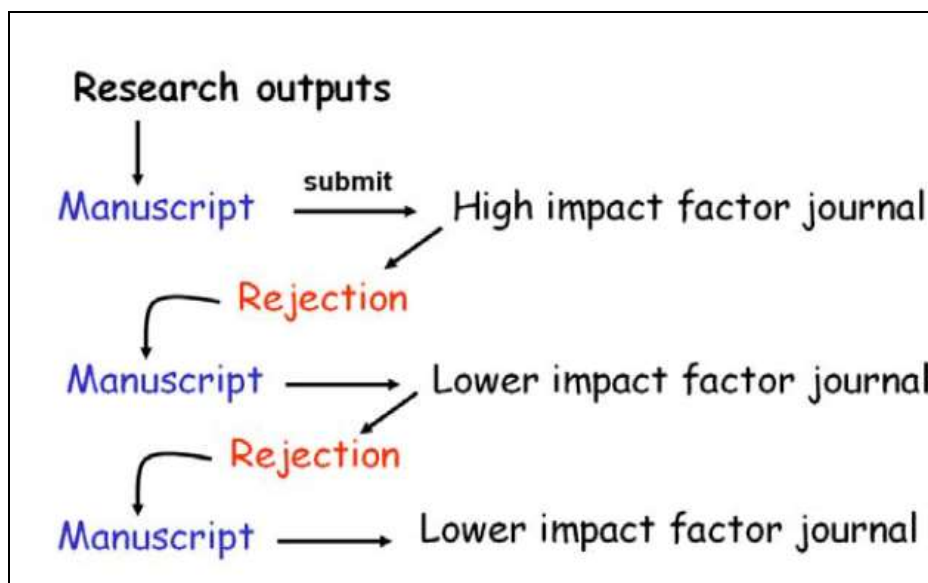 Research outputs
submit
Manuscript High impact factor journal
Rejection
Manuscript Lower impact factor journal
Rejection
Manuscript Lower impact factor journal